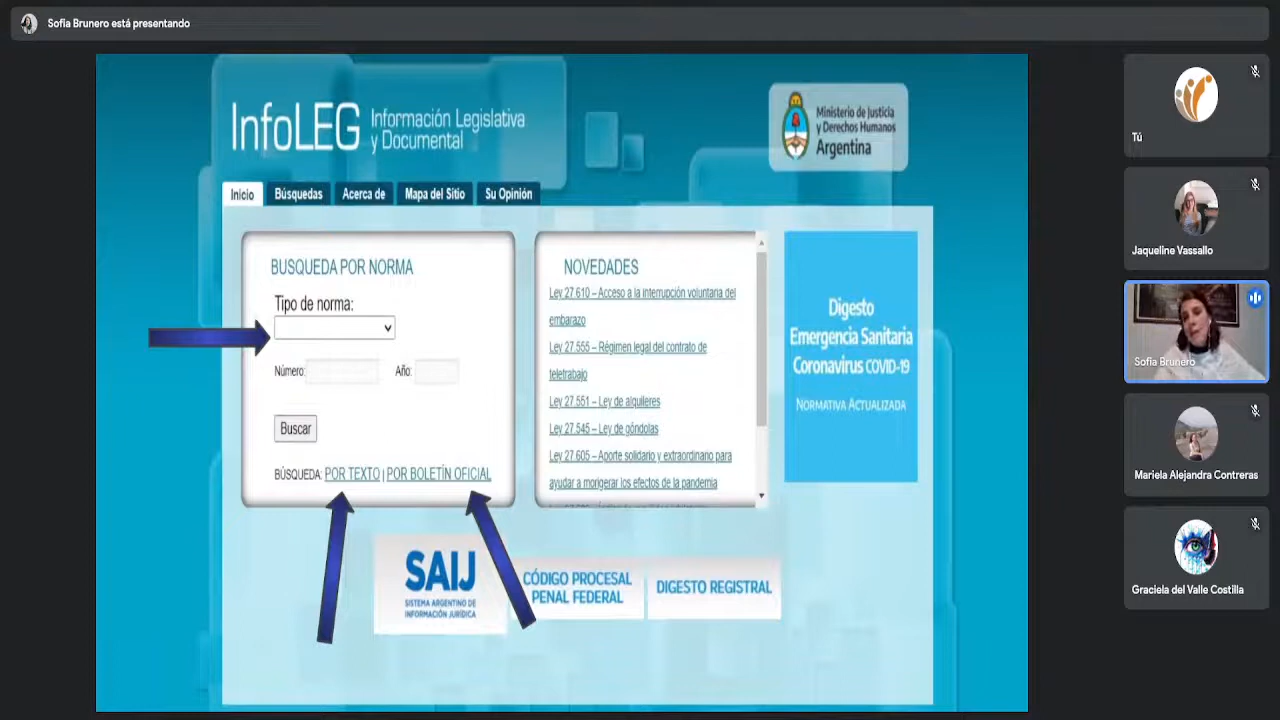 Sofia Brunero está presentando
InfoLEG Información Legislativa
y Documental
Ministerio de Justicia
y Derechos Humanos
Argentina
Inicio Búsquedas Acerca de Mapa del Sitio Su Opinión
BUSQUEDA POR NORMA
Tipo de norma:
Número: Año:
Buscar
BÚSQUEDA: POR TEXTO | POR BOLETÍN OFICIAL
NOVEDADES
Ley 27.610 – Acceso a la interrupción voluntaria del
embarazo
Ley 27.555 – Régimen legal del contrato de
teletrabajo
Ley 27.551 – Ley de alquileres
Ley 27.545 – Ley de góndolas
Ley 27.605 – Aporte solidario y extraordinario para
ayudar a morigerar los efectos de la pandemia
Digesto
Emergencia Sanitaria
Coronavirus COVID-19
NORMATIVA ACTUALIZADA
SAIJ
SISTEMA ARGENTINO DE
INFORMACIÓN JURÍDICA
CÓDIGO PROCESAL
PENAL FEDERAL
DIGESTO REGISTRAL
Tú
Jaqueline Vassallo
Sofia Brunero
Mariela Alejandra Contreras
Graciela del Valle Costilla